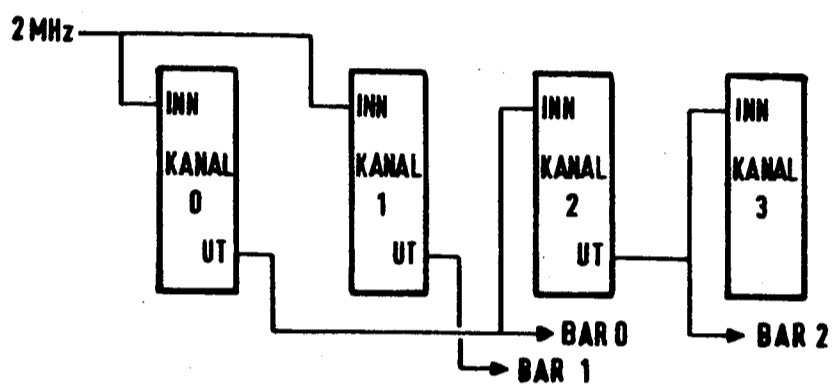 2 MHz
INN
KANAL
0
UT
INN
KANAL
1
UT
INN
KANAL
2
UT
INN
KANAL
3
BAR 0
BAR 1
BAR 2